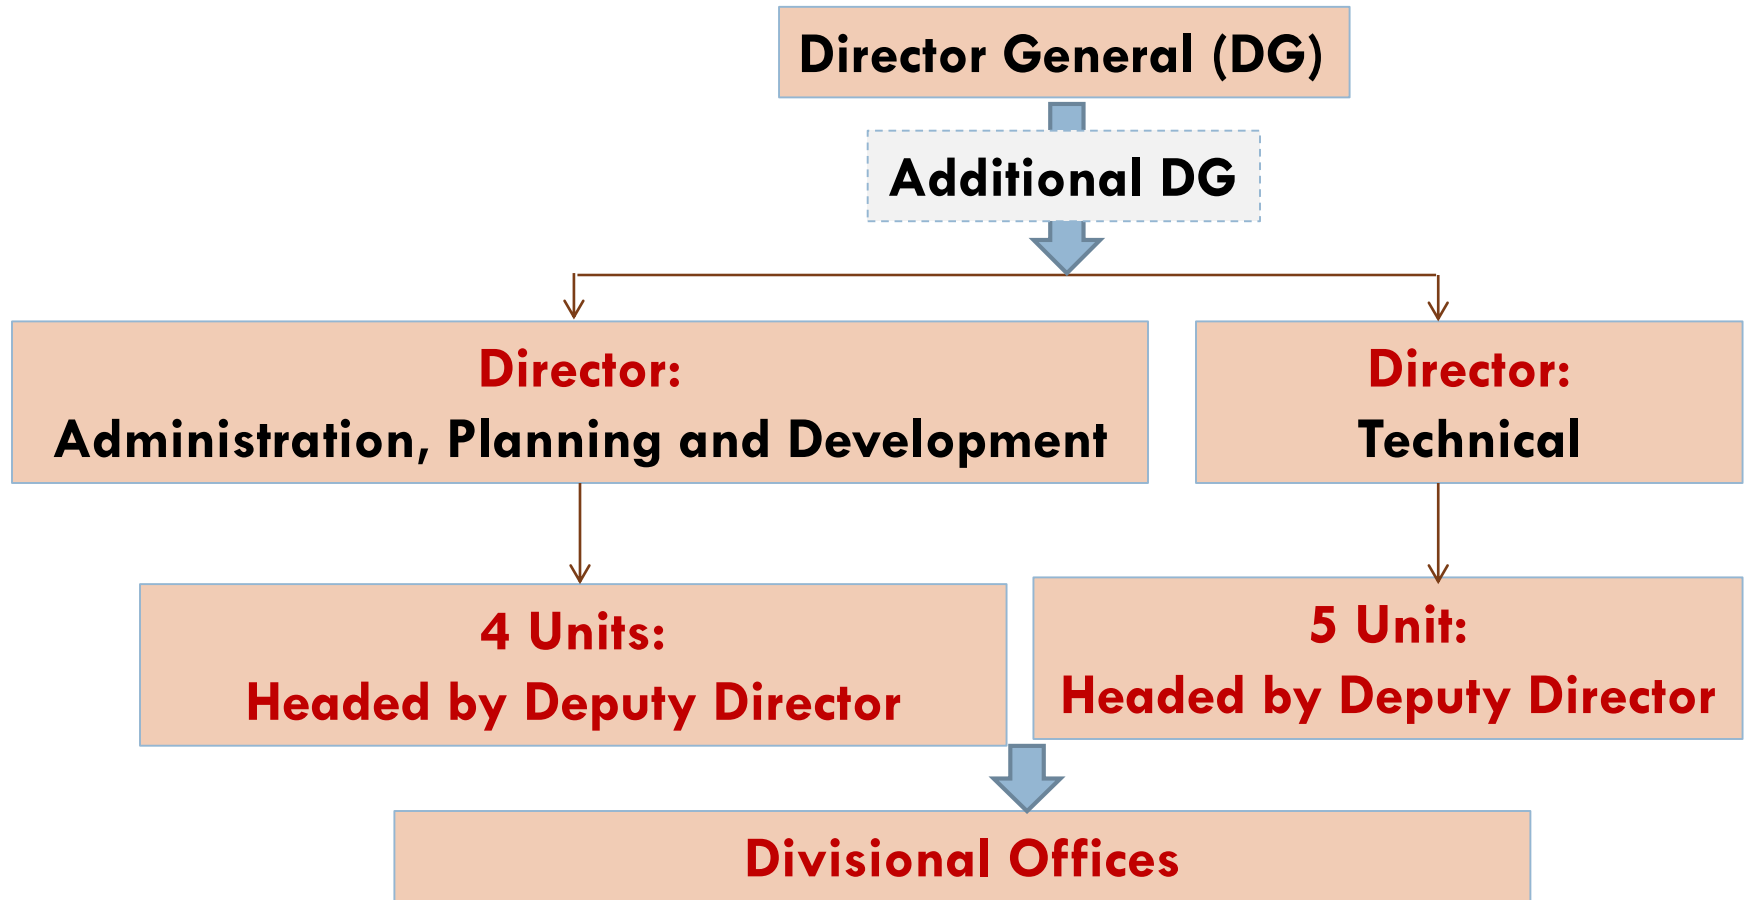 Director General (DG)
Additional DG
Director:
Administration, Planning and Development
Director:
Technical
4 Units:
Headed by Deputy Director
5 Unit:
Headed by Deputy Director
Divisional Offices